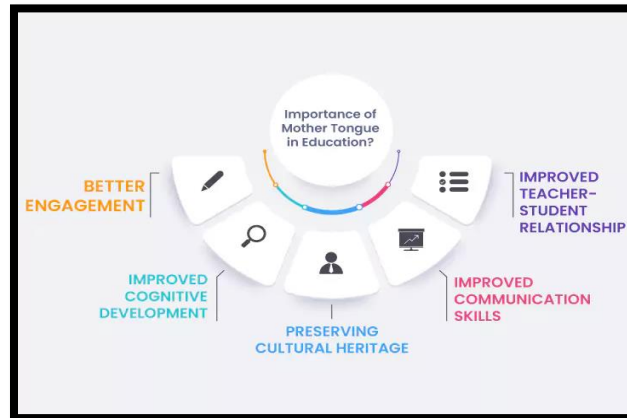 Importance of
Mother Tongue
in Education?
BETTER
ENGAGEMENT
IMPROVED
COGNITIVE
DEVELOPMENT
PRESERVING
CULTURAL HERITAGE
IMPROVED
COMMUNICATION
SKILLS
IMPROVED
TEACHER-
STUDENT
RELATIONSHIP